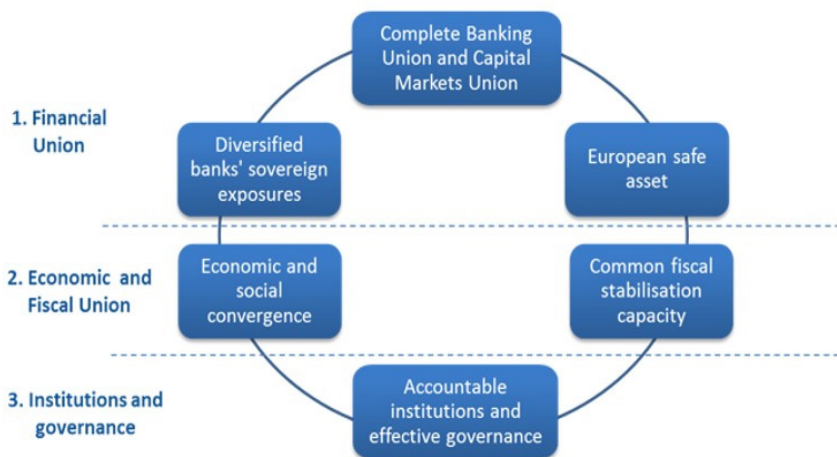 Complete Banking
Union and Capital
Markets Union
1. Financial
Union
Diversified
banks' sovereign
exposures
European safe
asset
2. Economic and
Fiscal Union
Economic and
social
convergence
Common fiscal
stabilisation
capacity
3. Institutions and
governance
Accountable
institutions and
effective governance